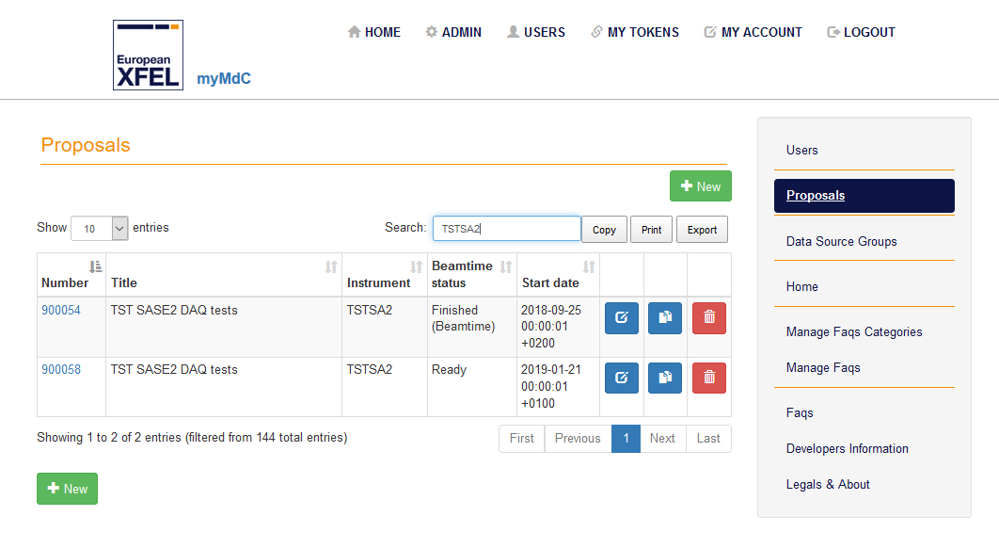 European
XFEL
myMdC
HOME ADMIN USERS MY TOKENS MY ACCOUNT LOGOUT
Proposals
New
Show 10 entries
Search: TSTSA2 Copy Print Export
Number Title Instrument Beamtime status Start date
900054 TST SASE2 DAQ tests TSTSA2 Finished (Beamtime) 2018-09-25 00:00:01 +0200
900058 TST SASE2 DAQ tests TSTSA2 Ready 2019-01-21 00:00:01 +0100
Showing 1 to 2 of 2 entries (filtered from 144 total entries)
First Previous 1 Next Last
New
Users
Proposals
Data Source Groups
Home
Manage Faqs Categories
Manage Faqs
Faqs
Developers Information
Legals & About